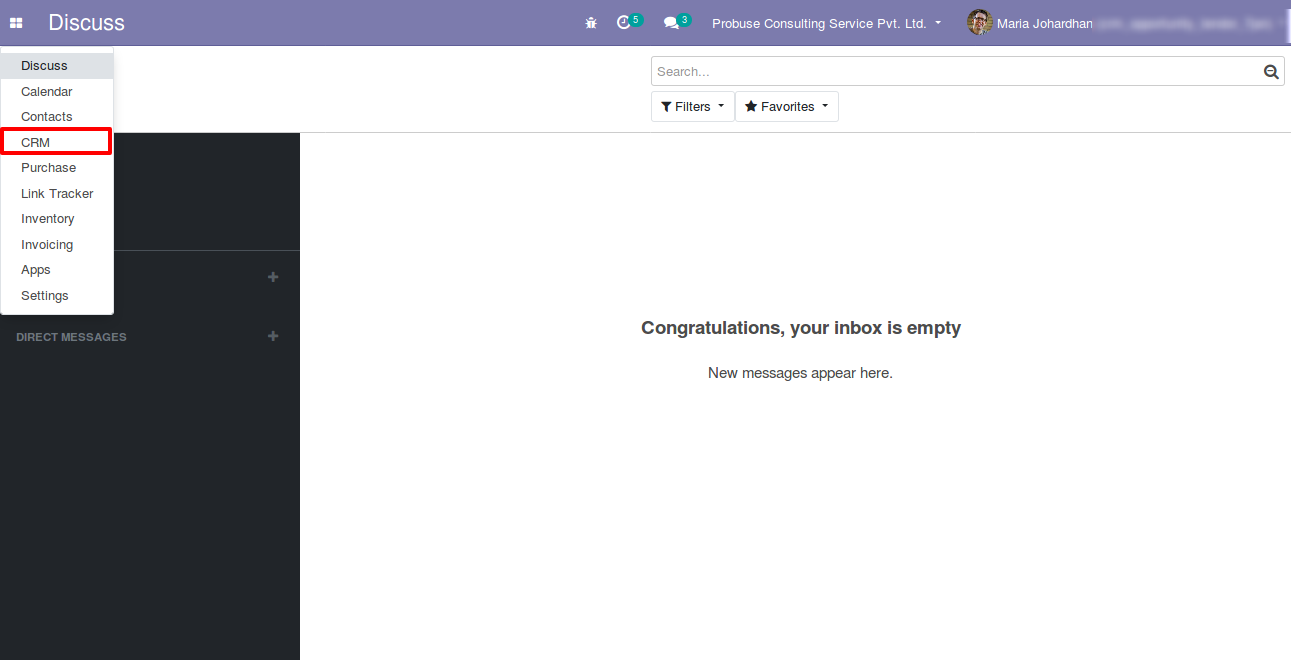 Discuss
5
3
Probuse Consulting Service Pvt. Ltd.
Maria Johardhan
Discuss
Calendar
Contacts
CRM
Purchase
Link Tracker
Inventory
Invoicing
Apps
Settings
Search...
Filters
Favorites
DIRECT MESSAGES
Congratulations, your inbox is empty
New messages appear here.